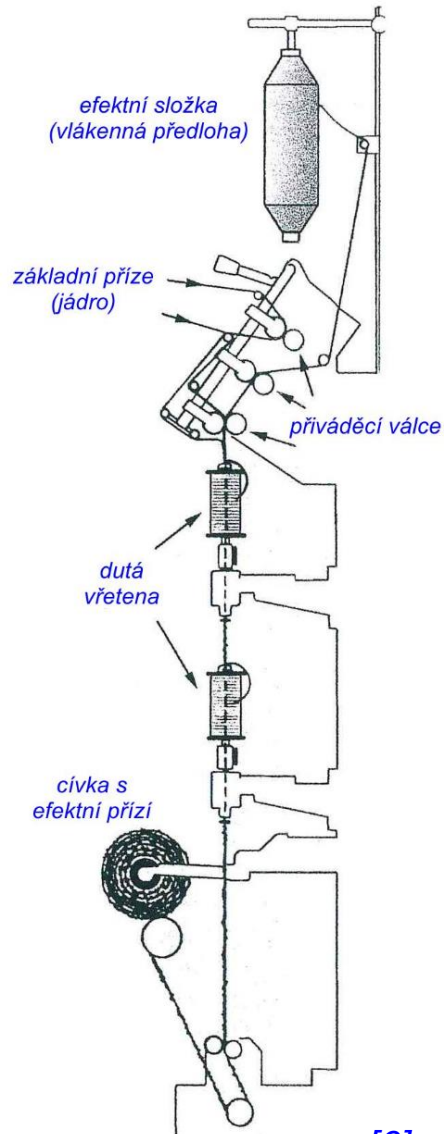 efektní složka
(vlákenná předloha)
základní příze
(jádro)
přiváděcí válce
dutá
vřetena
cívka s
efektní přízí